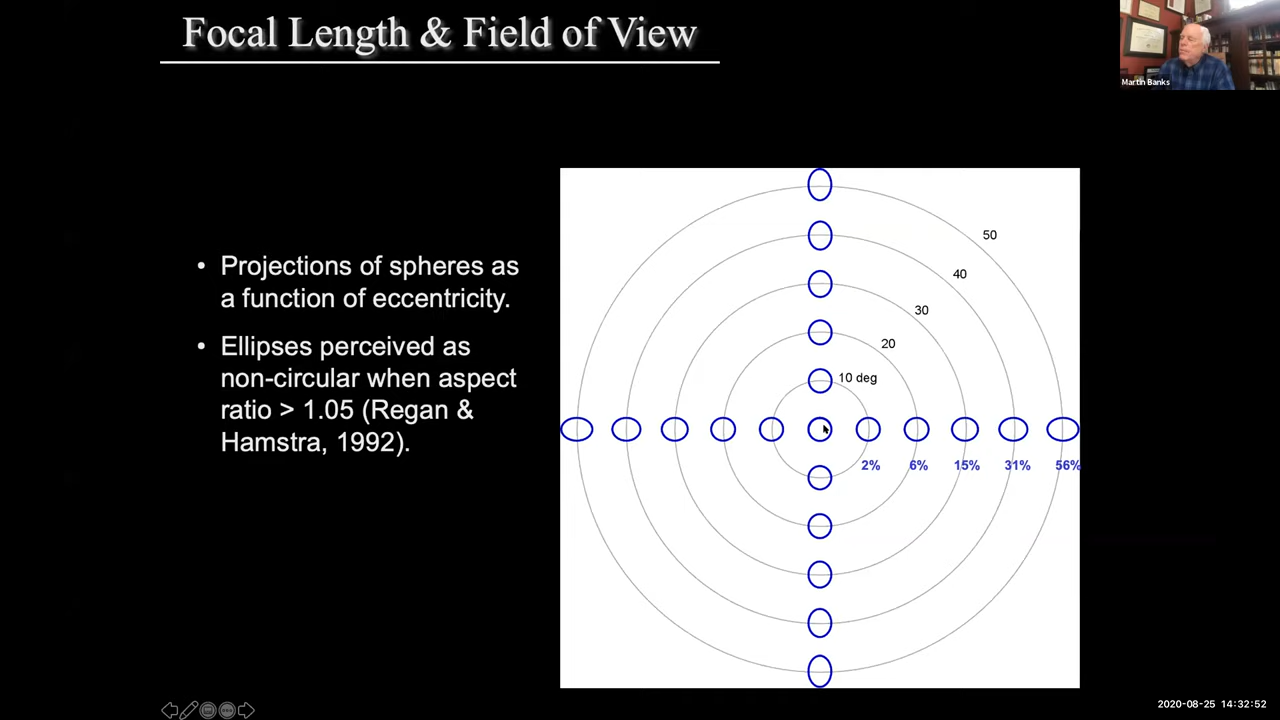 Focal Length & Field of View
Martin Banks
• Projections of spheres as
a function of eccentricity.
• Ellipses perceived as
non-circular when aspect
ratio > 1.05 (Regan &
Hamstra, 1992).
50
40
30
20
10 deg
2% 6% 15% 31% 56%
2020-08-25 14:32:52